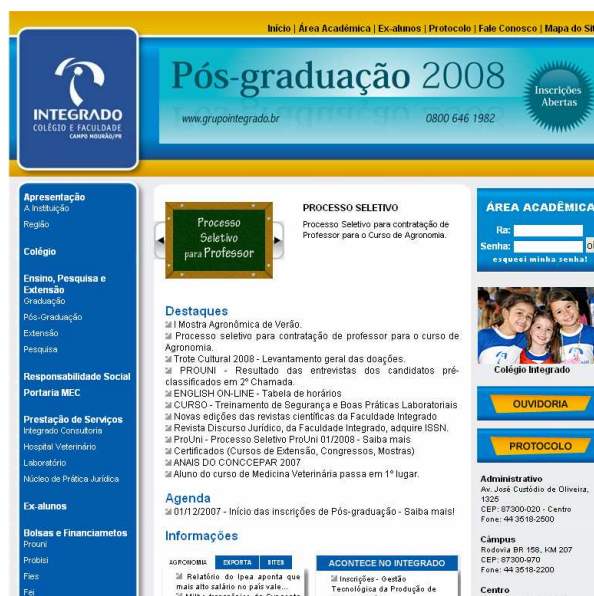 Início | Área Acadêmica | Ex-alunos | Protocolo | Fale Conosco | Mapa do Sit
Pós-graduação 2008
Inscrições
Abertas
www.grupointegrado.br
0800 646 1982
INTEGRADO
COLÉGIO E FACULDADE
CAMPO MOURÃO/PR
Apresentação
A Instituição
Região
Colégio
Ensino, Pesquisa e
Extensão
Graduação
Pós-Graduação
Extensão
Pesquisa
Responsabilidade Social
Portaria MEC
Prestação de Serviços
Integrado Consultoria
Hospital Veterinário
Laboratório
Núcleo de Prática Jurídica
Ex-alunos
Bolsas e Financiametos
Prouni
Probisi
Fies
Fei
Processo
Seletivo
para Professor
PROCESSO SELETIVO
Processo Seletivo para contratação de
Professor para o Curso de Agronomia.
Destaques
I Mostra Agronômica de Verão.
Processo seletivo para contratação de professor para o curso de
Agronomia.
Trote Cultural 2008 - Levantamento geral das doações.
PROUNI - Resultado das entrevistas dos candidatos pré-
classificados em 2ª Chamada.
ENGLISH ON-LINE - Tabela de horários
CURSO - Treinamento de Segurança e Boas Práticas Laboratoriais
Novas edições das revistas científicas da Faculdade Integrado
Revista Discurso Jurídico, da Faculdade Integrado, adquire ISSN.
ProUni - Processo Seletivo ProUni 01/2008 - Saiba mais
Certificados (Cursos de Extensão, Congressos, Mostras)
ANAIS DO CONCCEPAR 2007
Aluno do curso de Medicina Veterinária passa em 1º lugar.
Agenda
01/12/2007 - Início das inscrições de Pós-graduação - Saiba mais!
Informações
AGRONOMIA EXPORTA SITES
Relatório do Ipea aponta que
mais alto salário no país vale...
ACONTECE NO INTEGRADO
Inscrições - Gestão
Tecnológica da Produção de
ÁREA ACADÊMICA
Ra:
Senha:
esqueci minha senha!
Colégio Integrado
OUVIDORIA
PROTOCOLO
Administrativo
Av. José Custódio de Oliveira,
1325
CEP: 87300-020 - Centro
Fone: 44 3518-2500
Câmpus
Rodovia BR 158, KM 207
CEP: 87300-970
Fone: 44 3518-2200
Centro